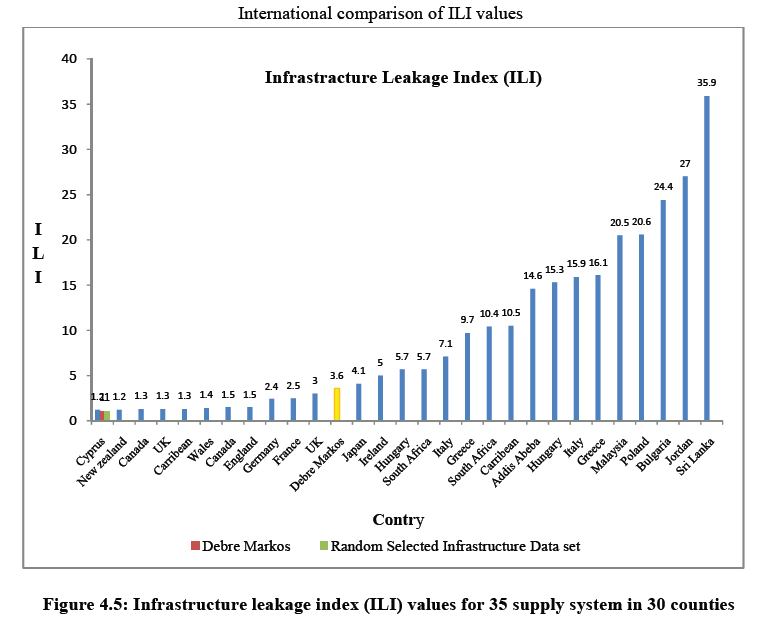 International comparison of ILI values
Infrastracture Leakage Index (ILI)
I
L
I
40
35
30
25
20
15
10
5
0
1.2 1 1 1.2 1.3 1.3 1.3 1.4 1.5 1.5 2.4 2.5 3 3.6 4.1 5 5.7 5.7 7.1 9.7 10.4 10.5 14.6 15.3 15.9 16.1 20.5 20.6 24.4 27 35.9
Cyprus
New zealand
Canada
UK
Carribean
Wales
Canada
England
Germany
France
UK
Debre Markos
Japan
Ireland
Hungary
South Africa
Italy
Greece
South Africa
Carribean
Addis Abeba
Hungary
Italy
Greece
Malaysia
Poland
Bulgaria
Jordan
Sri Lanka
Contry
Debre Markos
Random Selected Infrastructure Data set
Figure 4.5: Infrastructure leakage index (ILI) values for 35 supply system in 30 counties